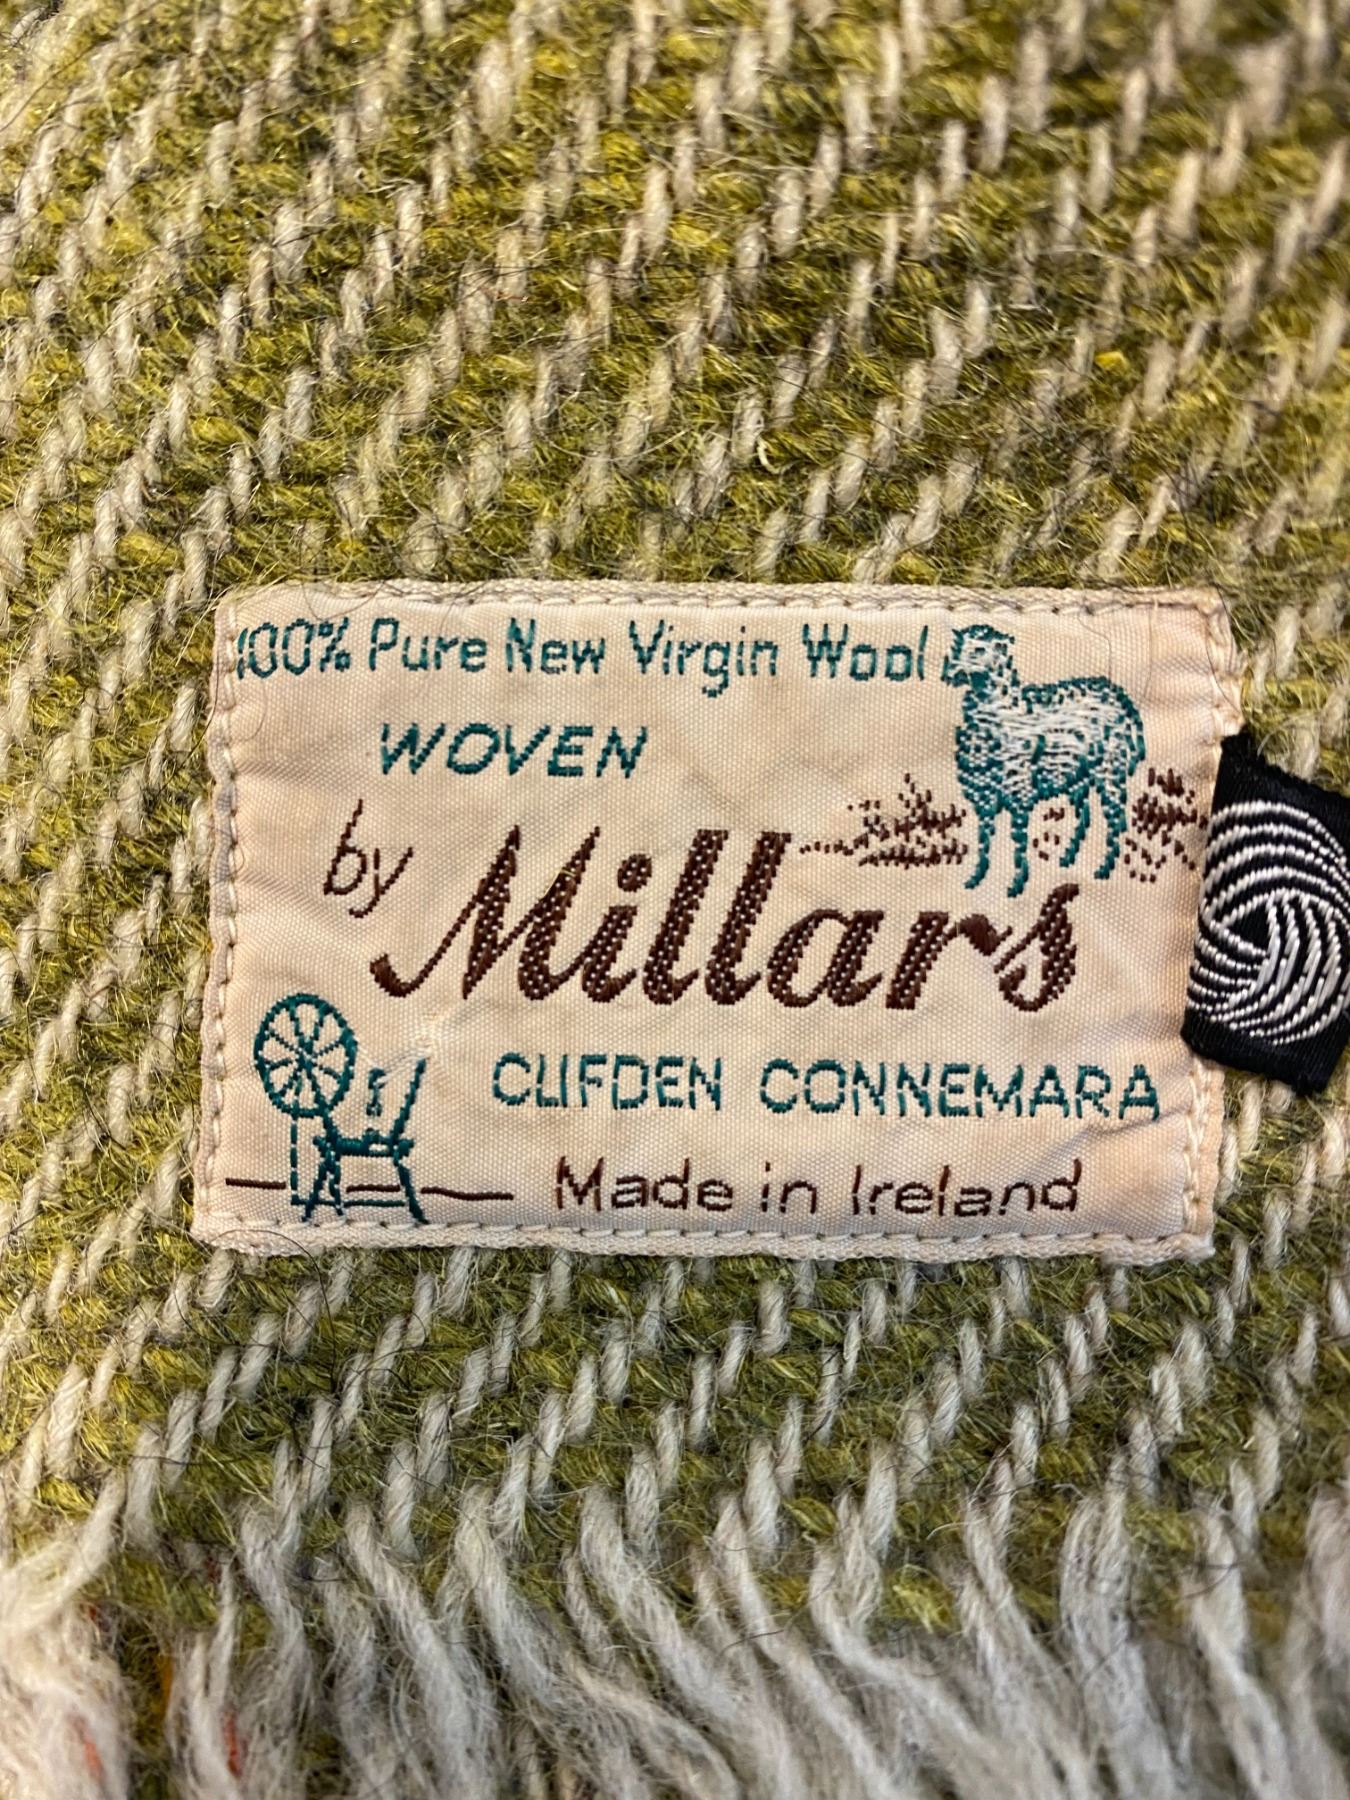 100% Pure New Virgin Wool
WOVEN
by Millars
CLIFDEN CONNEMARA
Made in Ireland